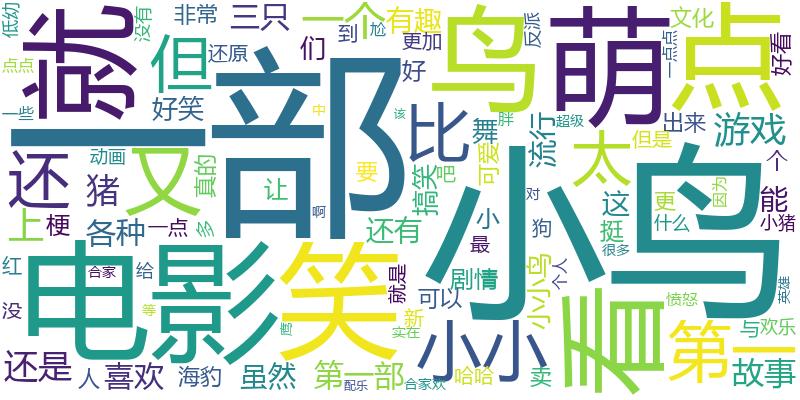 低幼
就
没有
非常
三只
一个
有趣
鸟
反派
萌
文化
点
点点
但
还原
们
到
尬
更加
好
一点点
好看
一些
一部
好笑
比
舞
胖
超级
流行
出来
游戏
动画
中
该
还
猪
又
真的
让
要
搞笑
吧
可爱
太
但是
个
上
梗
各种
一点
多
啊
还有
小
最
狗
对
这
挺
更
什么
因为
能
小猪
小鸟
红
没
合家
给
电影
笑
就是
剧情
可以
新
小小鸟
个人
很多
看
愤怒
英雄
等
鹰
实在
还是
人
喜欢
海豹
虽然
第一部
配乐
合家欢
小小
哈哈
卖
第一
与
欢乐
故事